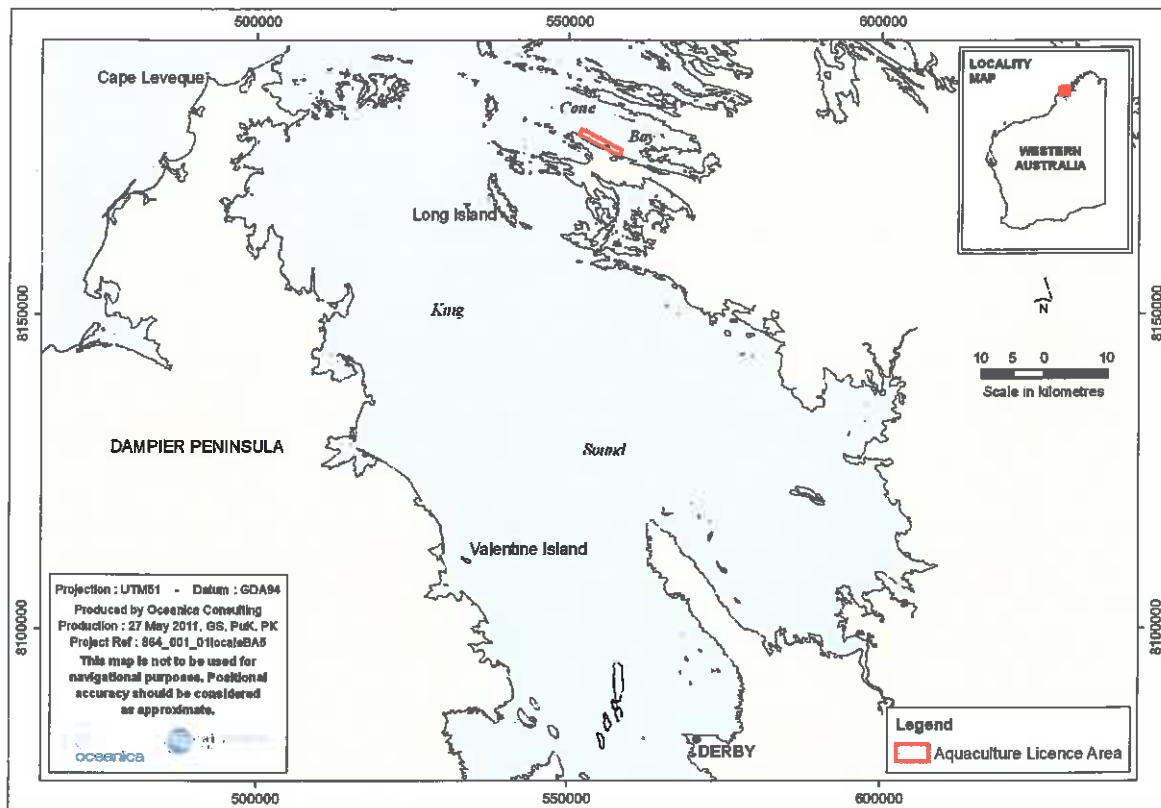 500000 550000 600000
Cape Leveque
Cone
Bay
LOCALITY
MAP
WESTERN
AUSTRALIA
Long Island
King
8150000
8150000
N
10 5 0 10
Scale in kilometres
DAMPIER PENINSULA
Sound
Valentine Island
Projection : UTM51 - Datum : GDA94
Produced by Oceanica Consulting
Production : 27 May 2011, GS, PuK, PK
This map is not to be used for
navigational purposes. Positional
accuracy should be considered
as approximate.
oceanica
8100000
8100000
DERBY
Legend
Aquaculture Licence Area
500000 550000 600000